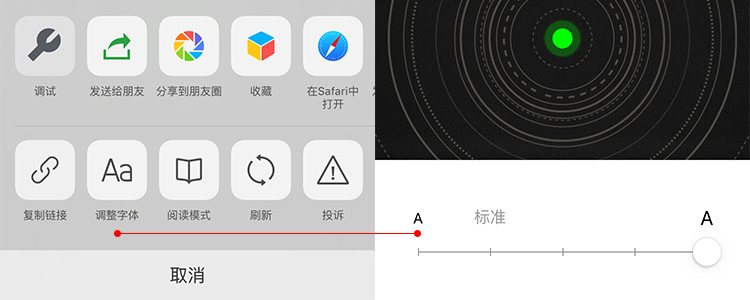 调试
发送给朋友
分享到朋友圈
收藏
在Safari中
打开
复制链接
Aa
调整字体
阅读模式
刷新
投诉
取消
A
标准
A